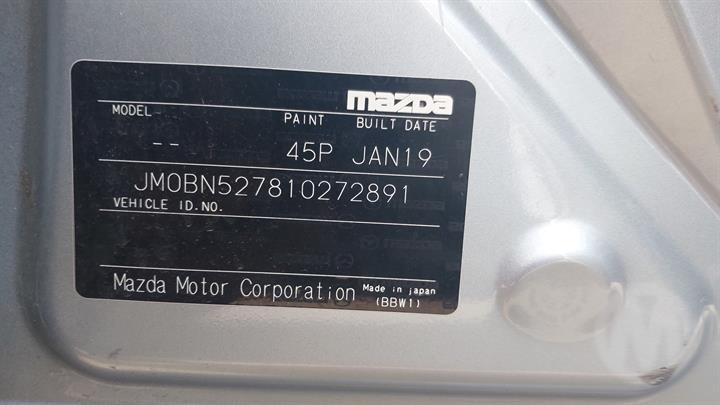 mazda
MODEL PAINT BUILT DATE
-- 45P JAN19
JM0BN527810272891
VEHICLE ID.NO.
Mazda Motor Corporation Made in japan
(BBW1)